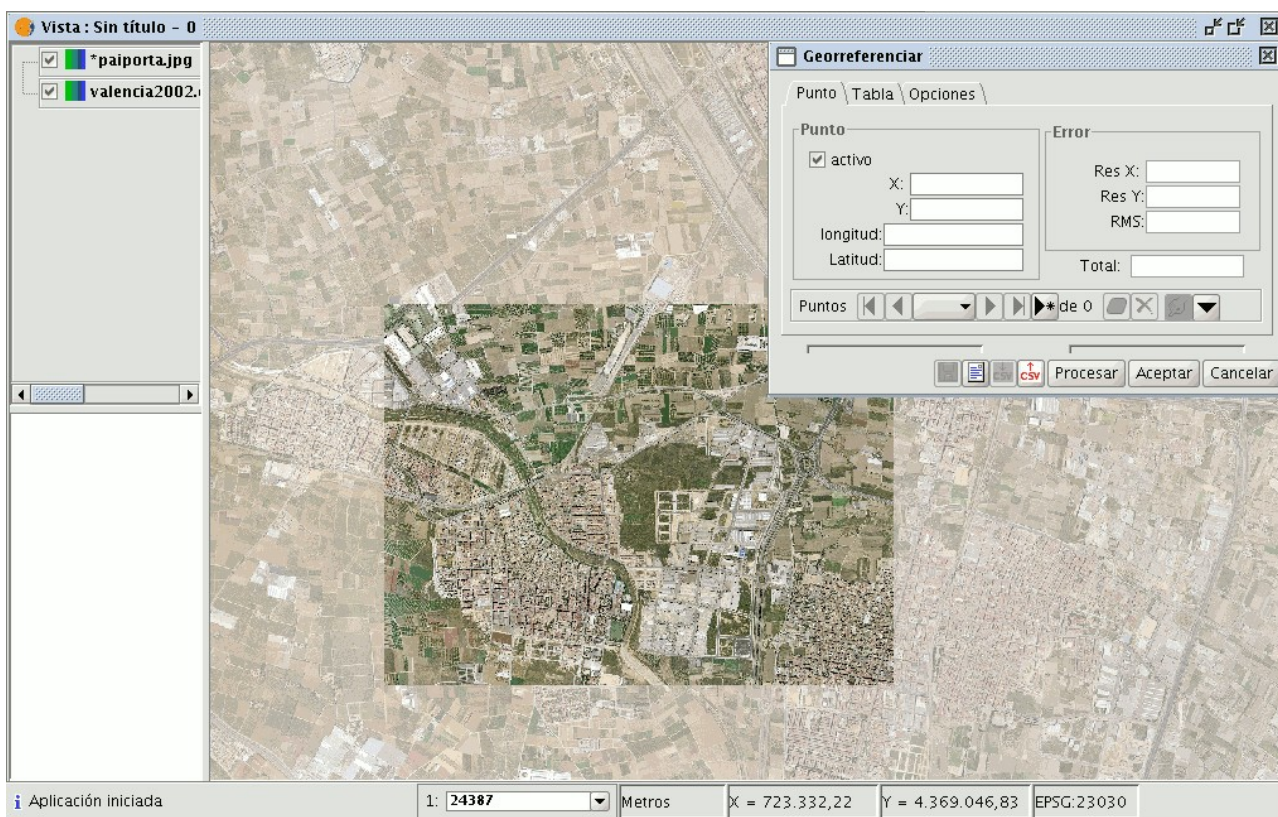 Vista : Sin título - 0
*paiporta.jpg
valencia2002.
Georreferenciar
Punto Tabla Opciones
Punto
activo
X:
Y:
longitud:
Latitud:
Error
Res X:
Res Y:
RMS:
Total:
Puntos * de 0
CSV CSV Procesar Aceptar Cancelar
i Aplicación iniciada 1: 24387 Metros X = 723.332,22 Y = 4.369.046,83 EPSG:23030